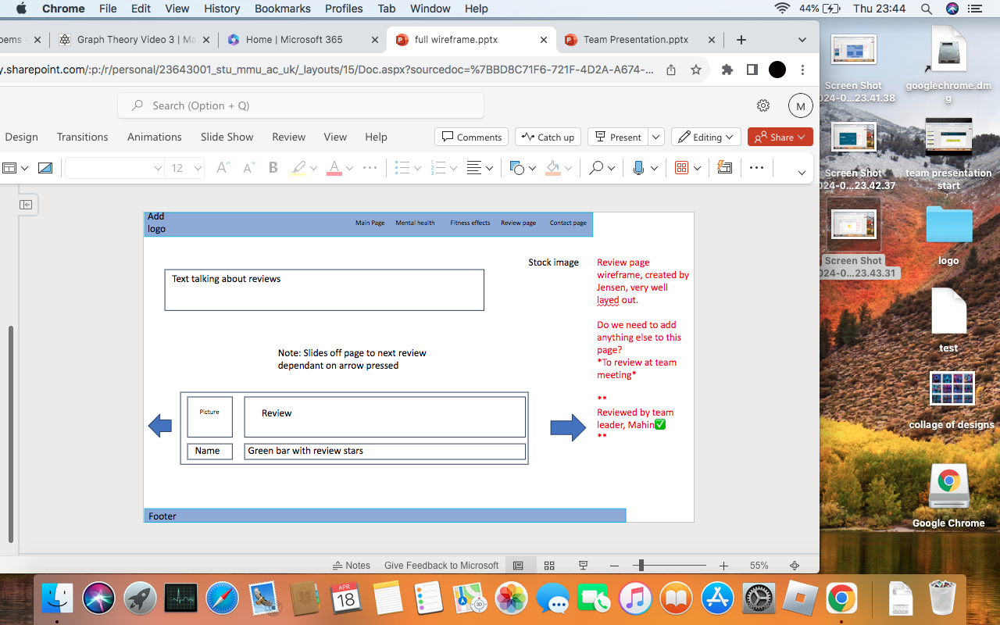 Chrome File Edit View History Bookmarks Profiles Tab Window Help 44% Thu 23:44
oems Graph Theory Video 3 | Ma Home | Microsoft 365 full wireframe.pptx Team Presentation.pptx
y.sharepoint.com/:p:/r/personal/23643001_stu_mmu_ac_uk/_layouts/15/Doc.aspx?sourcedoc=%7BBD8C71F6-721F-4D2A-A674-...
Search (Option + Q)
M
Design Transitions Animations Slide Show Review View Help Comments Catch up Present Editing Share
12 A A B A
Add
logo
Main Page Mental health Fitness effects Review page Contact page
Stock image
Text talking about reviews
Note: Slides off page to next review
dependant on arrow pressed
Picture
Review
Name
Green bar with review stars
Footer
Review page
wireframe, created by
Jensen, very well
layed out.
Do we need to add
anything else to this
page?
*To review at team
meeting*
**
Reviewed by team
leader, Mahin✅
**
Notes Give Feedback to Microsoft 55%
Screen Shot
024-0...23.41.38
googlechrome.dm
g
Screen Shot
024-0...23.42.37
team presentation
start
Screen Shot
024-0...23.43.31
logo
test
collage of designs
Google Chrome
APR
18
3D
DOCX